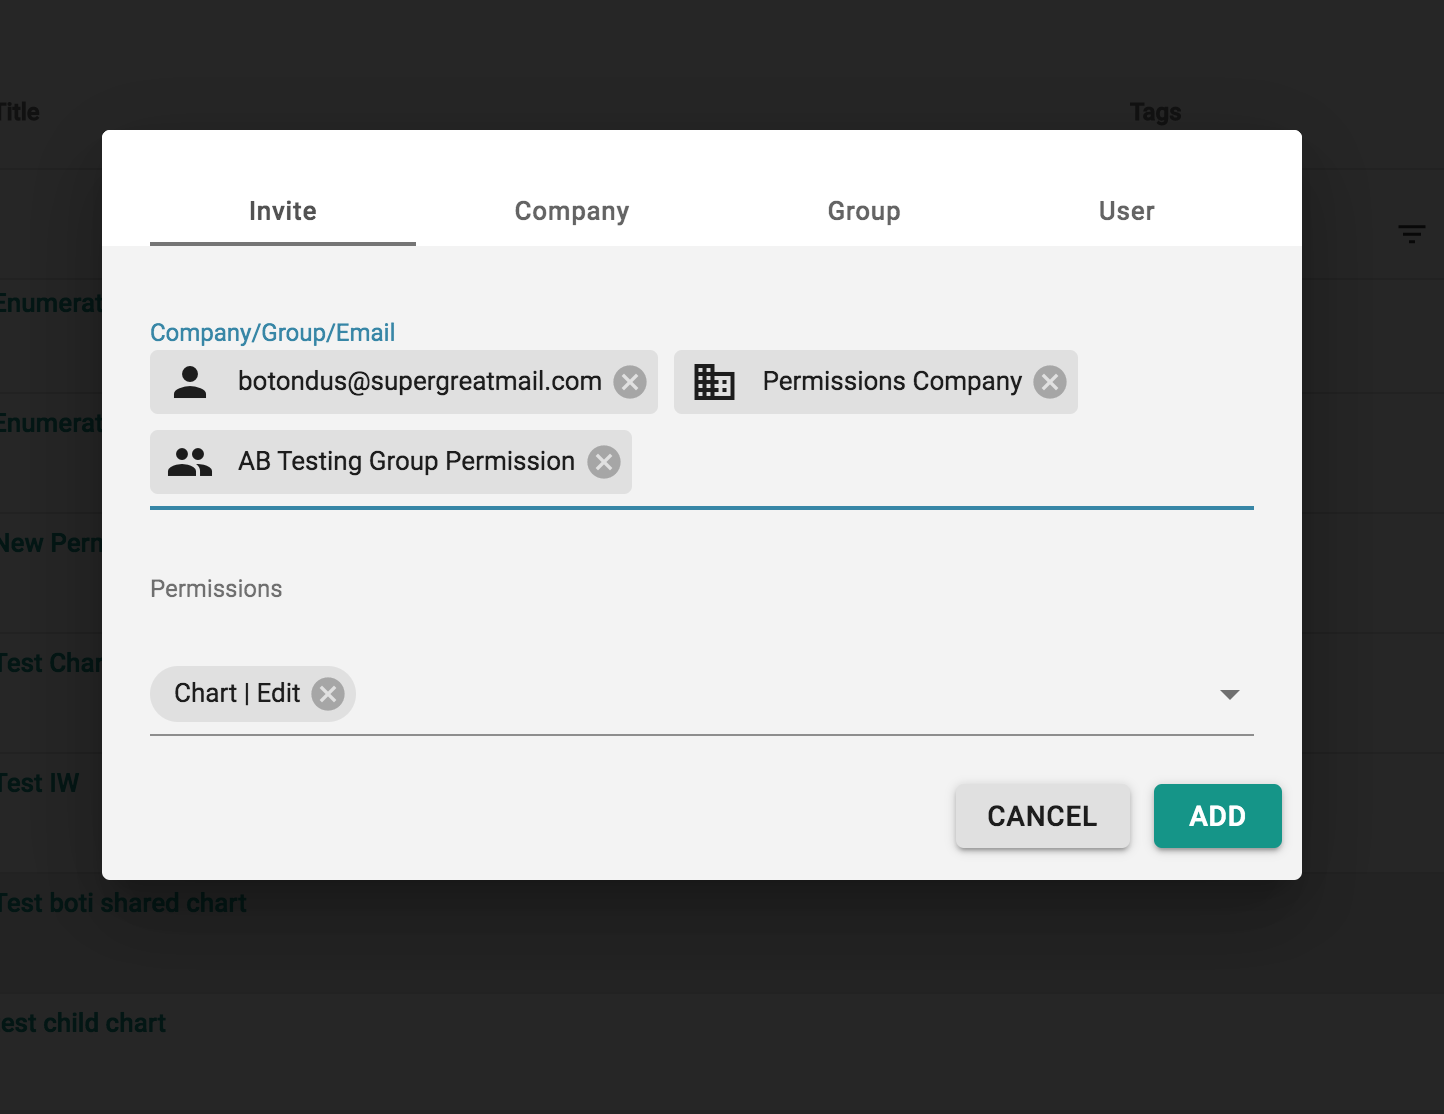 Title
Tags
Invite
Company
Group
User
Enumerat
Company/Group/Email
botondus@supergreatmail.com
Permissions Company
Enumerat
AB Testing Group Permission
New Perm
Permissions
Test Char
Chart | Edit
Test IW
CANCEL
ADD
Test boti shared chart
est child chart